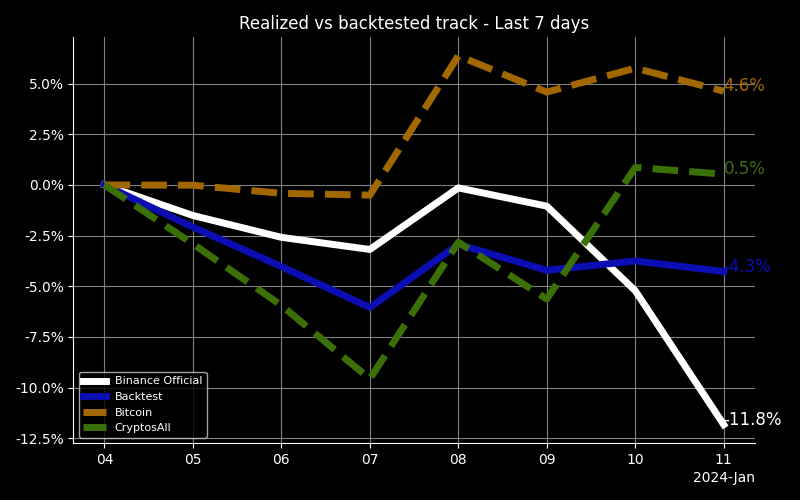 Realized vs backtested track - Last 7 days
5.0%
2.5%
0.0%
-2.5%
-5.0%
-7.5%
-10.0%
-12.5%
4.6%
0.5%
-4.3%
-11.8%
Binance Official
Backtest
Bitcoin
CryptosAll
04 05 06 07 08 09 10 11
2024-Jan